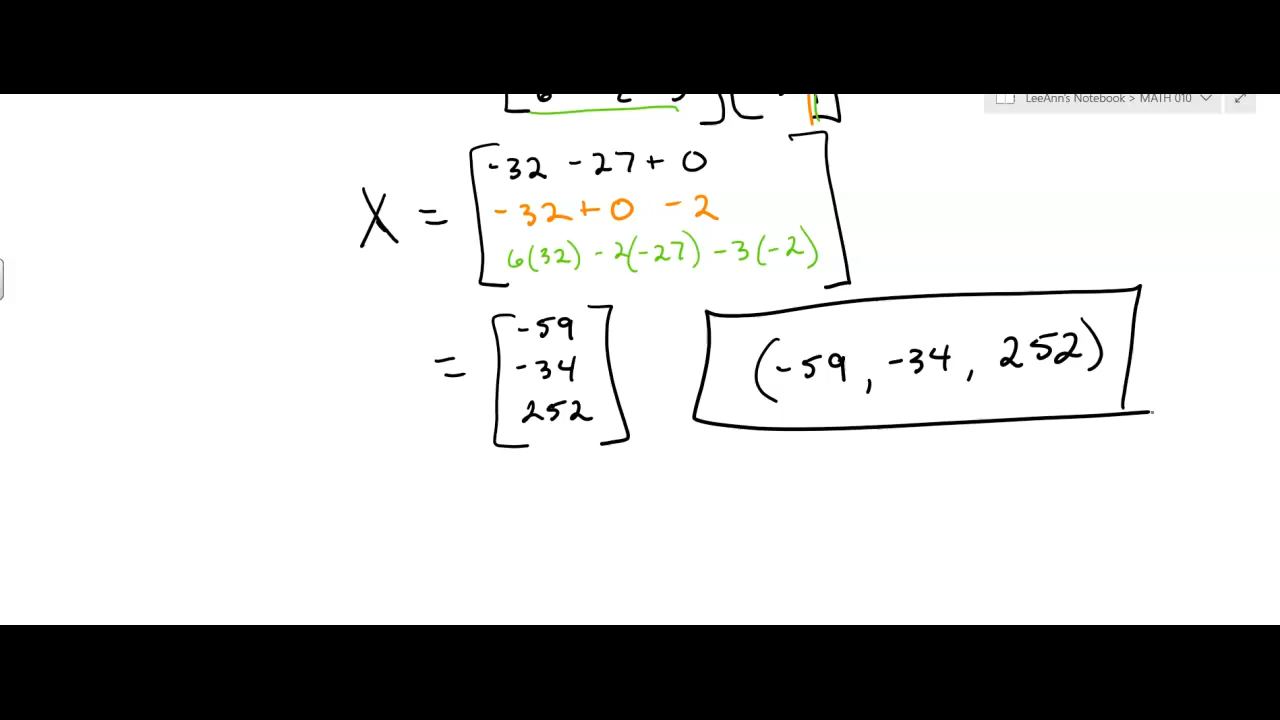 LeeAnn's Notebook > MATH 010
-32 -27 + 0
X = -32 + 0 -2
6(32) - 2(-27) - 3(-2)
-59
= -34
252
(-59, -34, 252)